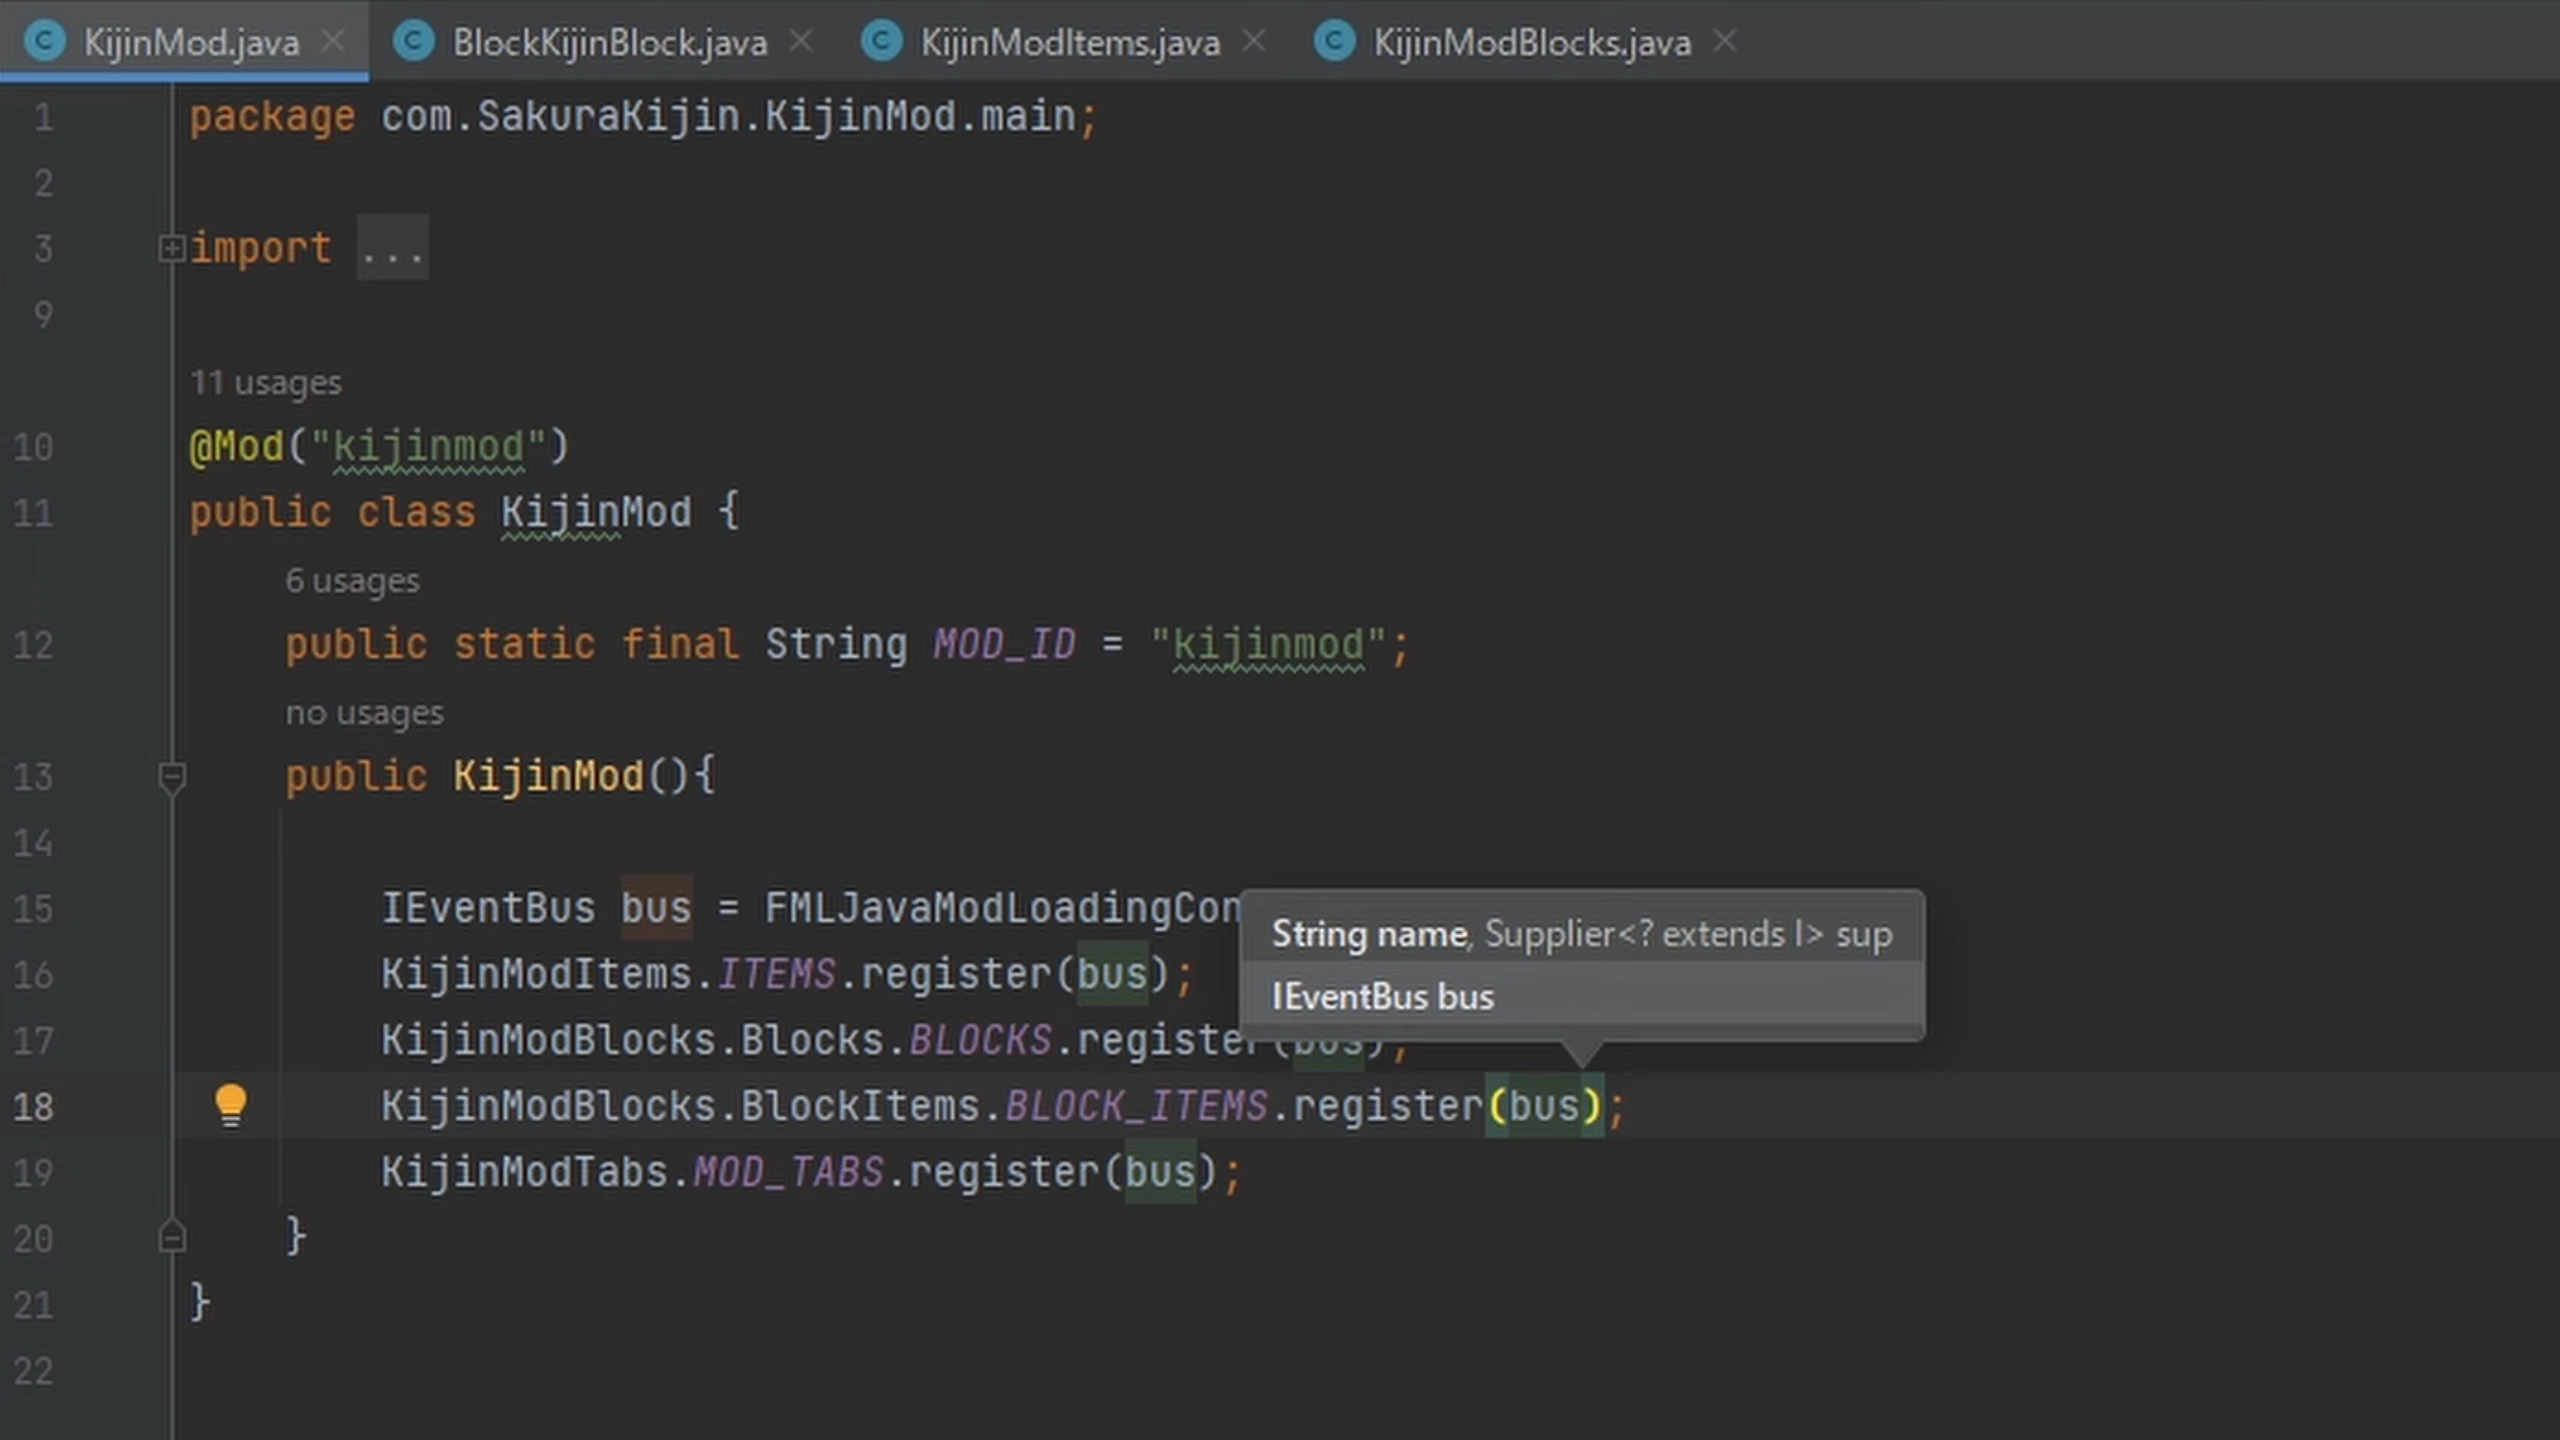 KijinMod.java BlockKijinBlock.java KijinModItems.java KijinModBlocks.java
1 package com.SakuraKijin.KijinMod.main;
2
3 import ...
9
11 usages
10 @Mod("kijinmod")
11 public class KijinMod {
6 usages
12 public static final String MOD_ID = "kijinmod";
no usages
13 public KijinMod(){
14
15 IEventBus bus = FMLJavaModLoadingCon
String name, Supplier<? extends I> sup
16 KijinModItems.ITEMS.register(bus);
IEventBus bus
17 KijinModBlocks.Blocks.BLOCKS.register(bus);
18 KijinModBlocks.BlockItems.BLOCK_ITEMS.register(bus);
19 KijinModTabs.MOD_TABS.register(bus);
20 }
21 }
22